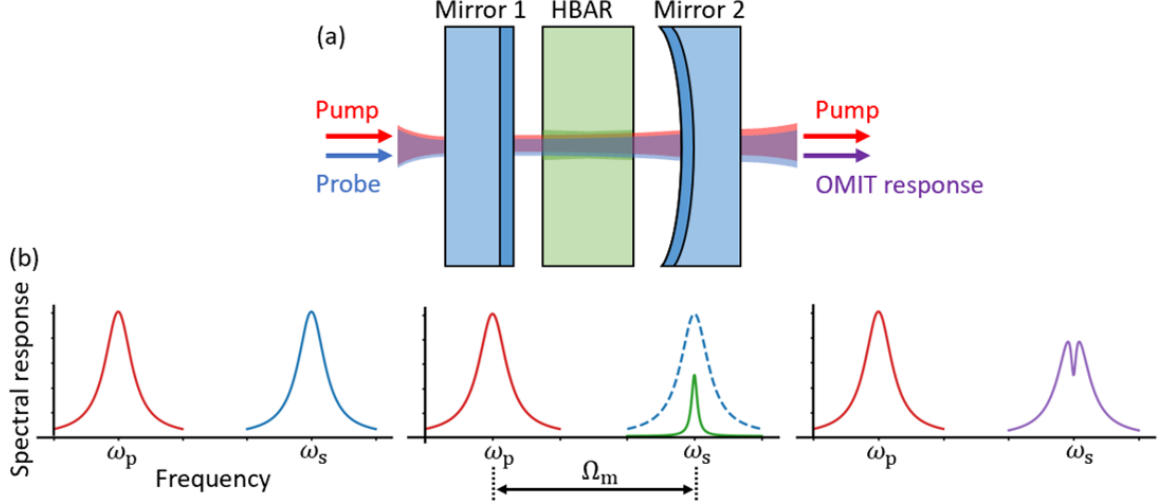 Mirror 1 HBAR Mirror 2
(a)
Pump Pump
Probe OMIT response
(b)
Spectral response
ωp ωs ωp ωs ωp ωs
Frequency Ωm